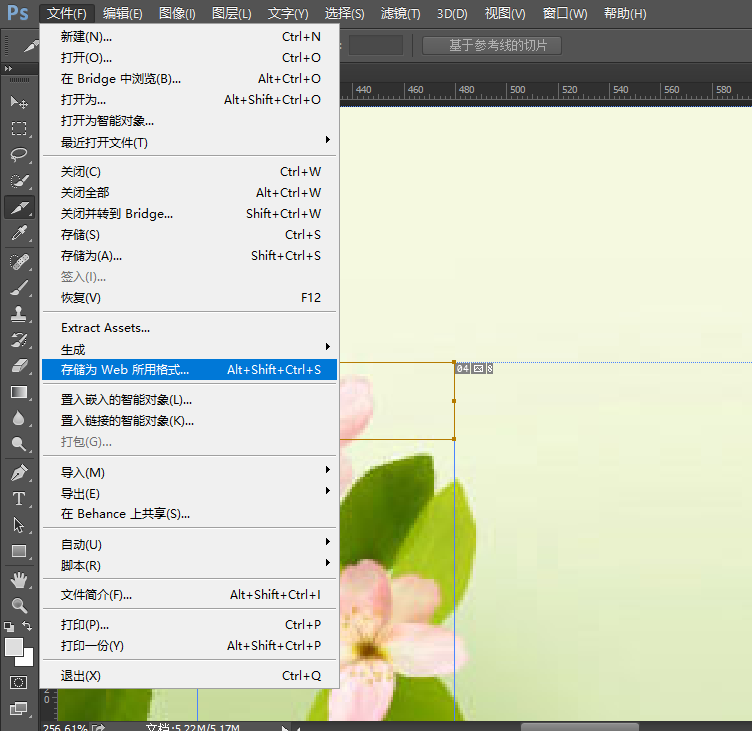 Ps 文件(F) 编辑(E) 图像(I) 图层(L) 文字(Y) 选择(S) 滤镜(T) 3D(D) 视图(V) 窗口(W) 帮助(H)
基于参考线的切片
440 460 480 500 520 540 560 580
新建(N)... Ctrl+N
打开(O)... Ctrl+O
在 Bridge 中浏览(B)... Alt+Ctrl+O
打开为... Alt+Shift+Ctrl+O
打开为智能对象...
最近打开文件(T)
关闭(C) Ctrl+W
关闭全部 Alt+Ctrl+W
关闭并转到 Bridge... Shift+Ctrl+W
存储(S) Ctrl+S
存储为(A)... Shift+Ctrl+S
签入(I)...
恢复(V) F12
Extract Assets...
生成
存储为 Web 所用格式... Alt+Shift+Ctrl+S
04 8
置入嵌入的智能对象(L)...
置入链接的智能对象(K)...
打包(G)...
导入(M)
导出(E)
在 Behance 上共享(S)...
自动(U)
脚本(R)
文件简介(F)... Alt+Shift+Ctrl+I
打印(P)... Ctrl+P
打印一份(Y) Alt+Shift+Ctrl+P
退出(X) Ctrl+Q
256.61% 文档:5.22M/5.17M